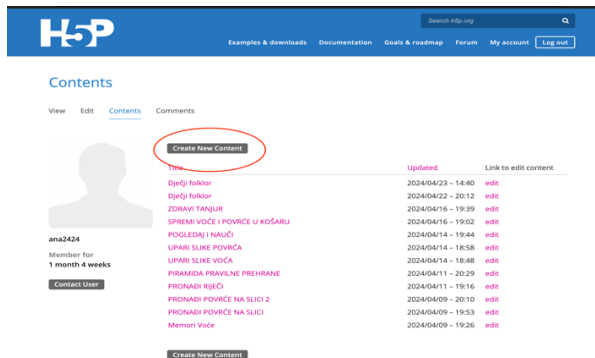 H5P
Search h5p.org
Examples & downloads Documentation Goals & roadmap Forum My account Log out
Contents
View Edit Contents Comments
Create New Content
Title Updated Link to edit content
Dječji folklor 2024/04/23 – 14:40 edit
Dječji folklor 2024/04/22 – 20:12 edit
ZDRAVI TANJUR 2024/04/16 – 19:39 edit
SPREMI VOĆE I POVRĆE U KOŠARU 2024/04/16 – 19:02 edit
POGLEDAJ I NAUČI 2024/04/14 – 19:44 edit
UPARI SLIKE POVRĆA 2024/04/14 – 18:58 edit
UPARI SLIKE VOĆA 2024/04/14 – 18:48 edit
PIRAMIDA PRAVILNE PREHRANE 2024/04/11 – 20:29 edit
PRONAĐI RIJEČI 2024/04/11 – 19:16 edit
PRONAĐI POVRĆE NA SLICI 2 2024/04/09 – 20:10 edit
PRONAĐI POVRĆE NA SLICI 2024/04/09 – 19:53 edit
Memori Voće 2024/04/09 – 19:26 edit
ana2424
Member for
1 month 4 weeks
Contact User
Create New Content